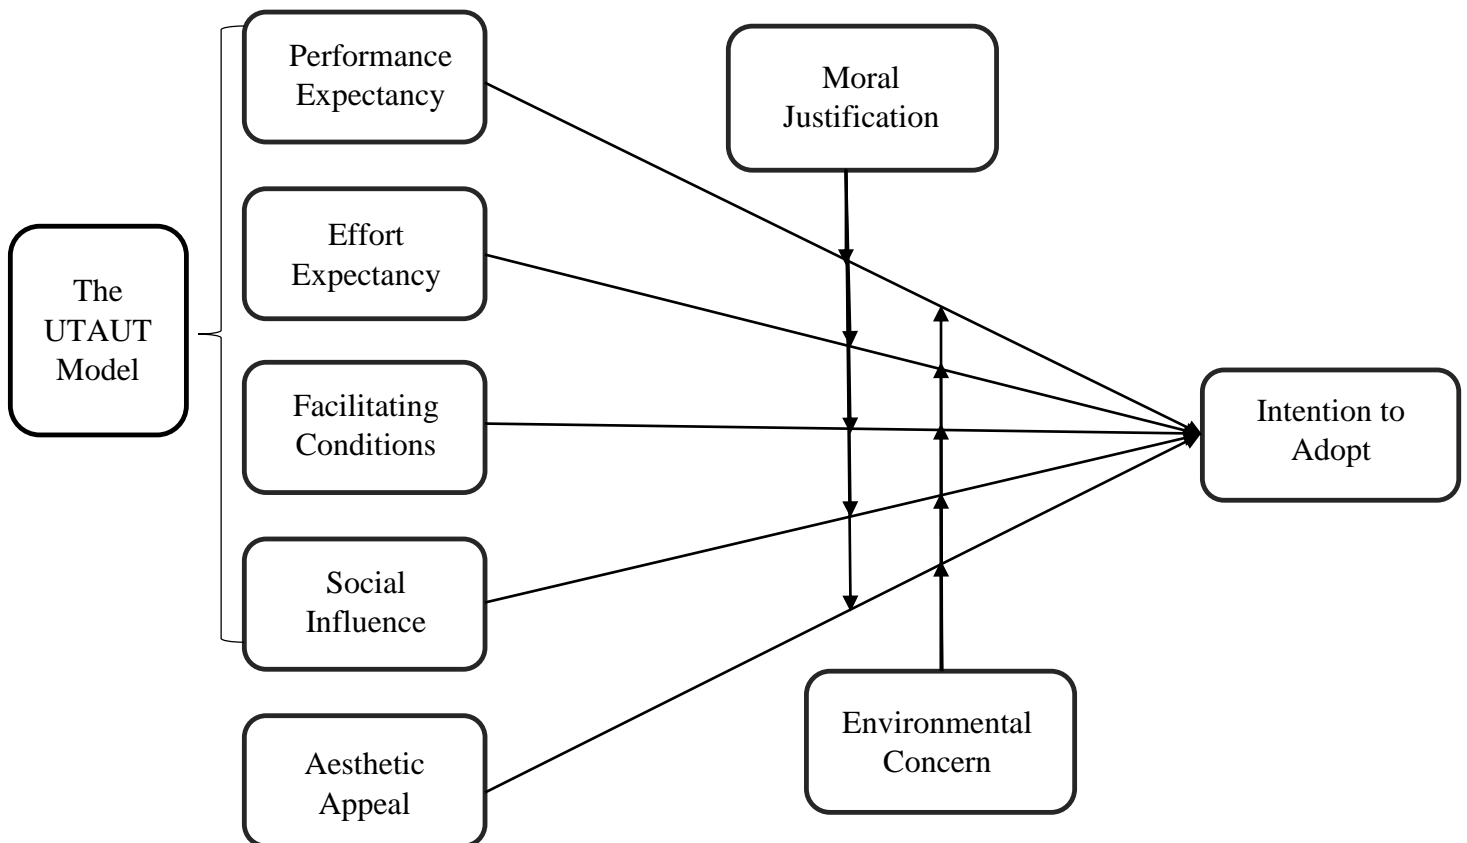 Performance
Expectancy
Moral
Justification
Effort
Expectancy
The
UTAUT
Model
Facilitating
Conditions
Intention to
Adopt
Social
Influence
Environmental
Concern
Aesthetic
Appeal